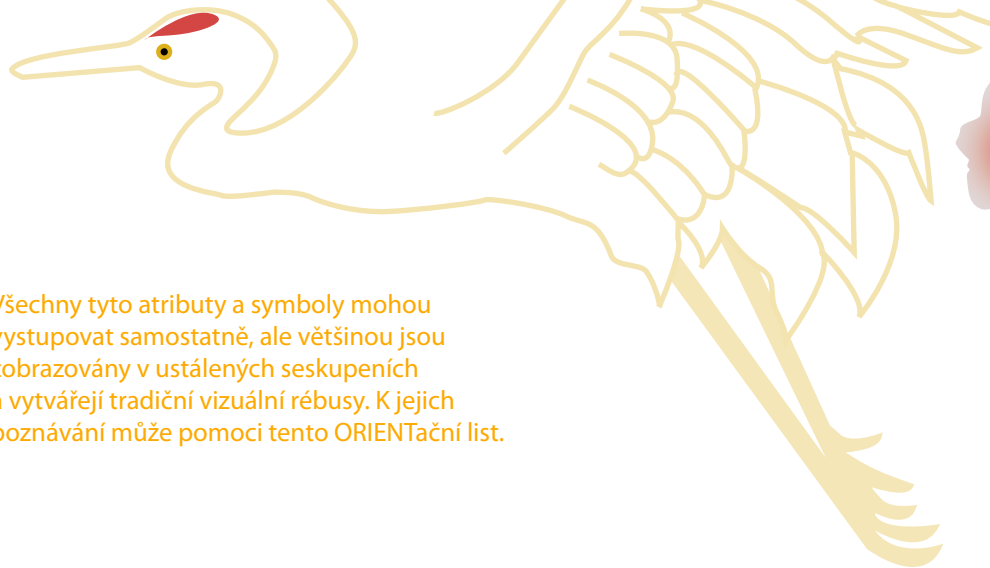 Všechny tyto atributy a symboly mohou
vystupovat samostatně, ale většinou jsou
zobrazovány v ustálených seskupeních
a vytvářejí tradiční vizuální rébusy. K jejich
poznávání může pomoci tento ORIENTační list.